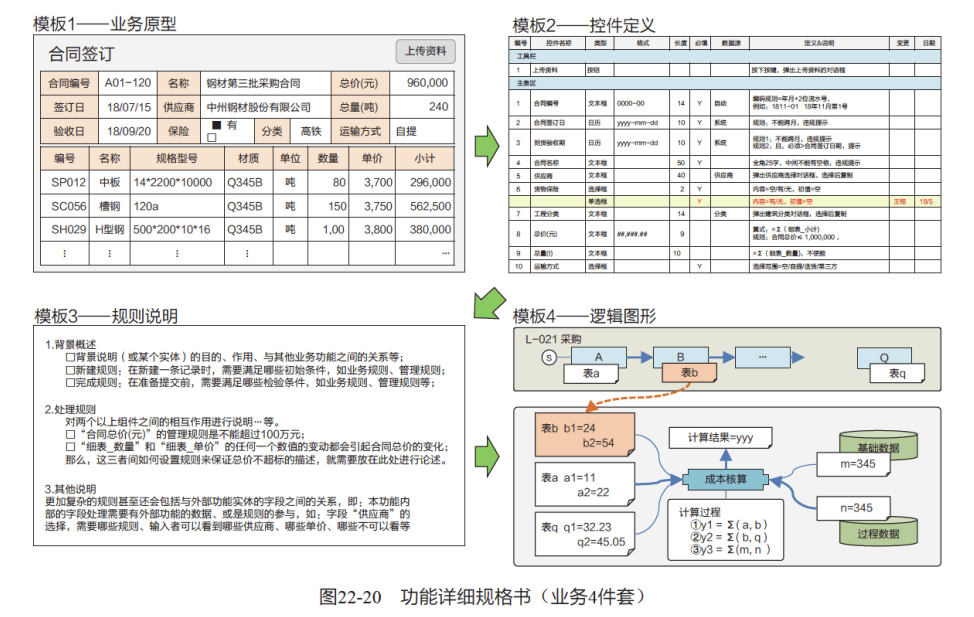 模板1——业务原型
合同签订
上传资料
合同编号 A01-120 名称 钢材第三批采购合同 总价(元) 960,000
签订日 18/07/15 供应商 中州钢材股份有限公司 总量(吨) 240
验收日 18/09/20 保险 ■ 有 □ 分类 高铁 运输方式 自提
编号 名称 规格型号 材质 单位 数量 单价 小计
SP012 中板 14*2200*10000 Q345B 吨 80 3,700 296,000
SC056 槽钢 120a Q345B 吨 150 3,750 562,500
SH029 H型钢 500*200*10*16 Q345B 吨 1,00 3,800 380,000
⋮ ⋮ ⋮ ⋮ ...
模板2——控件定义
编号 控件名称 类型 格式 长度 必填 数据源 定义&说明 变更 日期
工具栏
1 上传资料 按钮 按下按键，弹出上传资料的对话框
主表区
1 合同编号 文本框 0000-00 14 Y 自动 编码规则=年月+2位流水号，
例如，1811-01 18年11月第1号
2 合同签订日 日历 yyyy-mm-dd 10 Y 系统 规则：不能跨月，违规提示
3 到货验收期 日历 yyyy-mm-dd 10 Y 系统 规则1：不能跨月，违规提示
规则2：且，必须>合同签订日期，提示
4 合同名称 文本框 50 Y 全角25字，中间不能有空格，违规提示
5 供应商 文本框 40 供应商 弹出供应商选择对话框，选择后复制
6 货物保险 选择框 2 Y 内容=空/有/无，初值=空
单选框 Y 内容=有/无，初值=空 王铭 18/5
7 工程分类 文本框 14 分类 弹出建筑分类对话框，选择后复制
8 总价(元) 文本框 ##,###.## 9 算式：=Σ（细表_小计）
规则：合同总价≤ 1,000,000 。
9 总量(t) 文本框 10 =Σ（细表_数量)，不使能
10 运输方式 选择框 Y 选择范围=空/自提/送货/第三方
模板3——规则说明
1.背景概述
□背景说明（或某个实体）的目的、作用、与其他业务功能之间的关系等；
□新建规则：在新建一条记录时，需要满足哪些初始条件，如业务规则、管理规则；
□完成规则：在准备提交前，需要满足哪些检验条件，如业务规则、管理规则等；
2.处理规则
对两个以上组件之间的相互作用进行说明…等。
□“合同总价(元)”的管理规则是不能超过100万元；
□“细表_数量”和“细表_单价”的任何一个数值的变动都会引起合同总价的变化；
那么，这三者间如何设置规则来保证总价不超标的描述，就需要放在此处进行论述。
3.其他说明
更加复杂的规则甚至还会包括与外部功能实体的字段之间的关系，即：本功能内
部的字段处理需要有外部功能的数据、或是规则的参与，如：字段“供应商”的
选择，需要哪些规则、输入者可以看到哪些供应商、哪些单价、哪些不可以看等
模板4——逻辑图形
L-021 采购
S A B ... Q
表a 表b 表q
表b b1=24
b2=54
表a a1=11
a2=22
表q q1=32.23
q2=45.05
计算结果=yyy
成本核算
计算过程
①y1 = Σ( a, b )
②y2 = Σ( b, q )
③y3 = Σ(m, n )
基础数据
m=345
n=345
过程数据
图22-20 功能详细规格书（业务4件套）